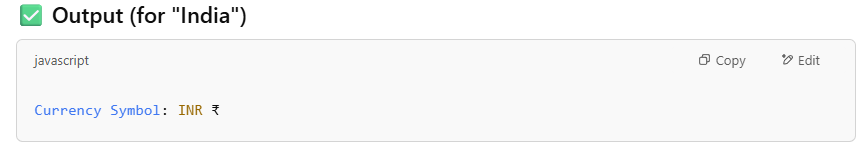 ✅ Output (for "India")
javascript
Copy
Edit
Currency Symbol: INR ₹